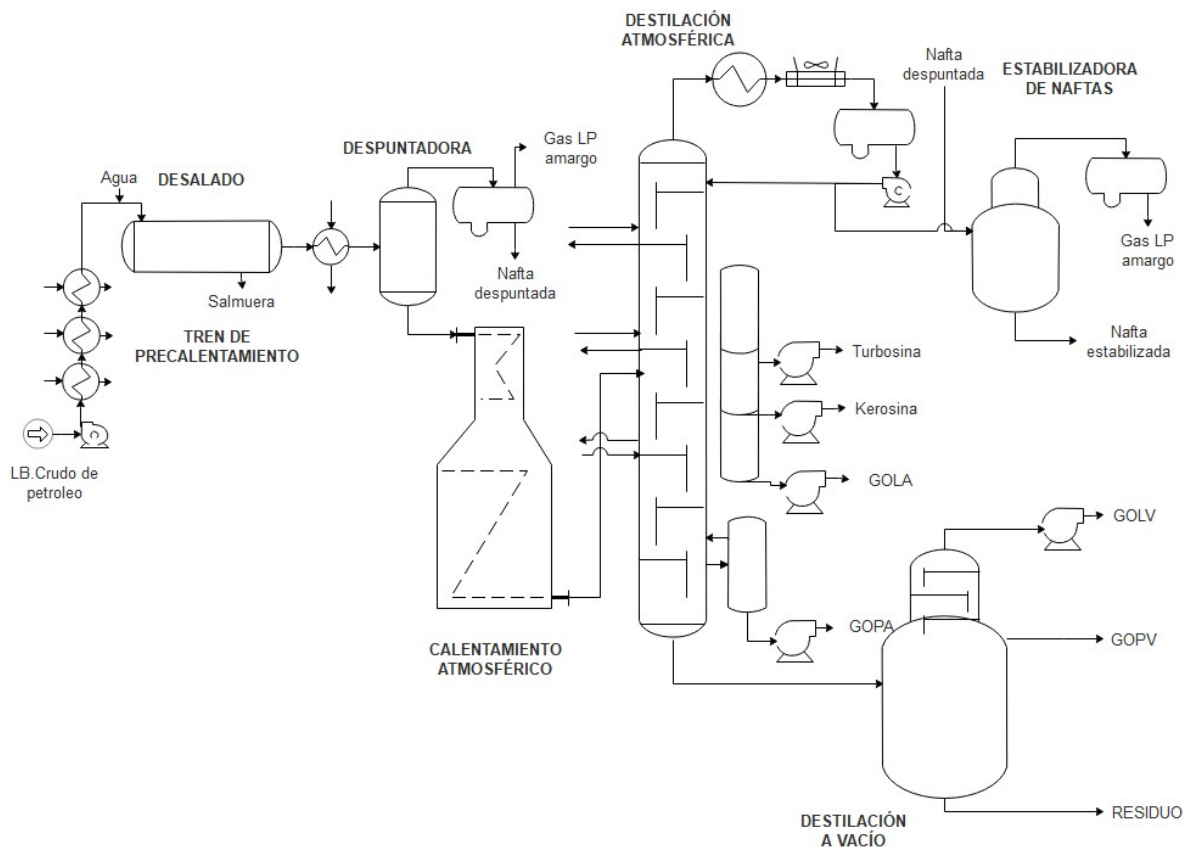 DESTILACIÓN
ATMOSFÉRICA
Nafta
despuntada
ESTABILIZADORA
DE NAFTAS
DESPUNTADORA
Gas LP
amargo
Agua
DESALADO
Salmuera
Nafta
despuntada
Gas LP
amargo
TREN DE
PRECALENTAMIENTO
Nafta
estabilizada
Turbosina
Kerosina
C
C
LB.Crudo de
petroleo
GOLA
GOLV
GOPA
GOPV
CALENTAMIENTO
ATMOSFÉRICO
RESIDUO
DESTILACIÓN
A VACÍO